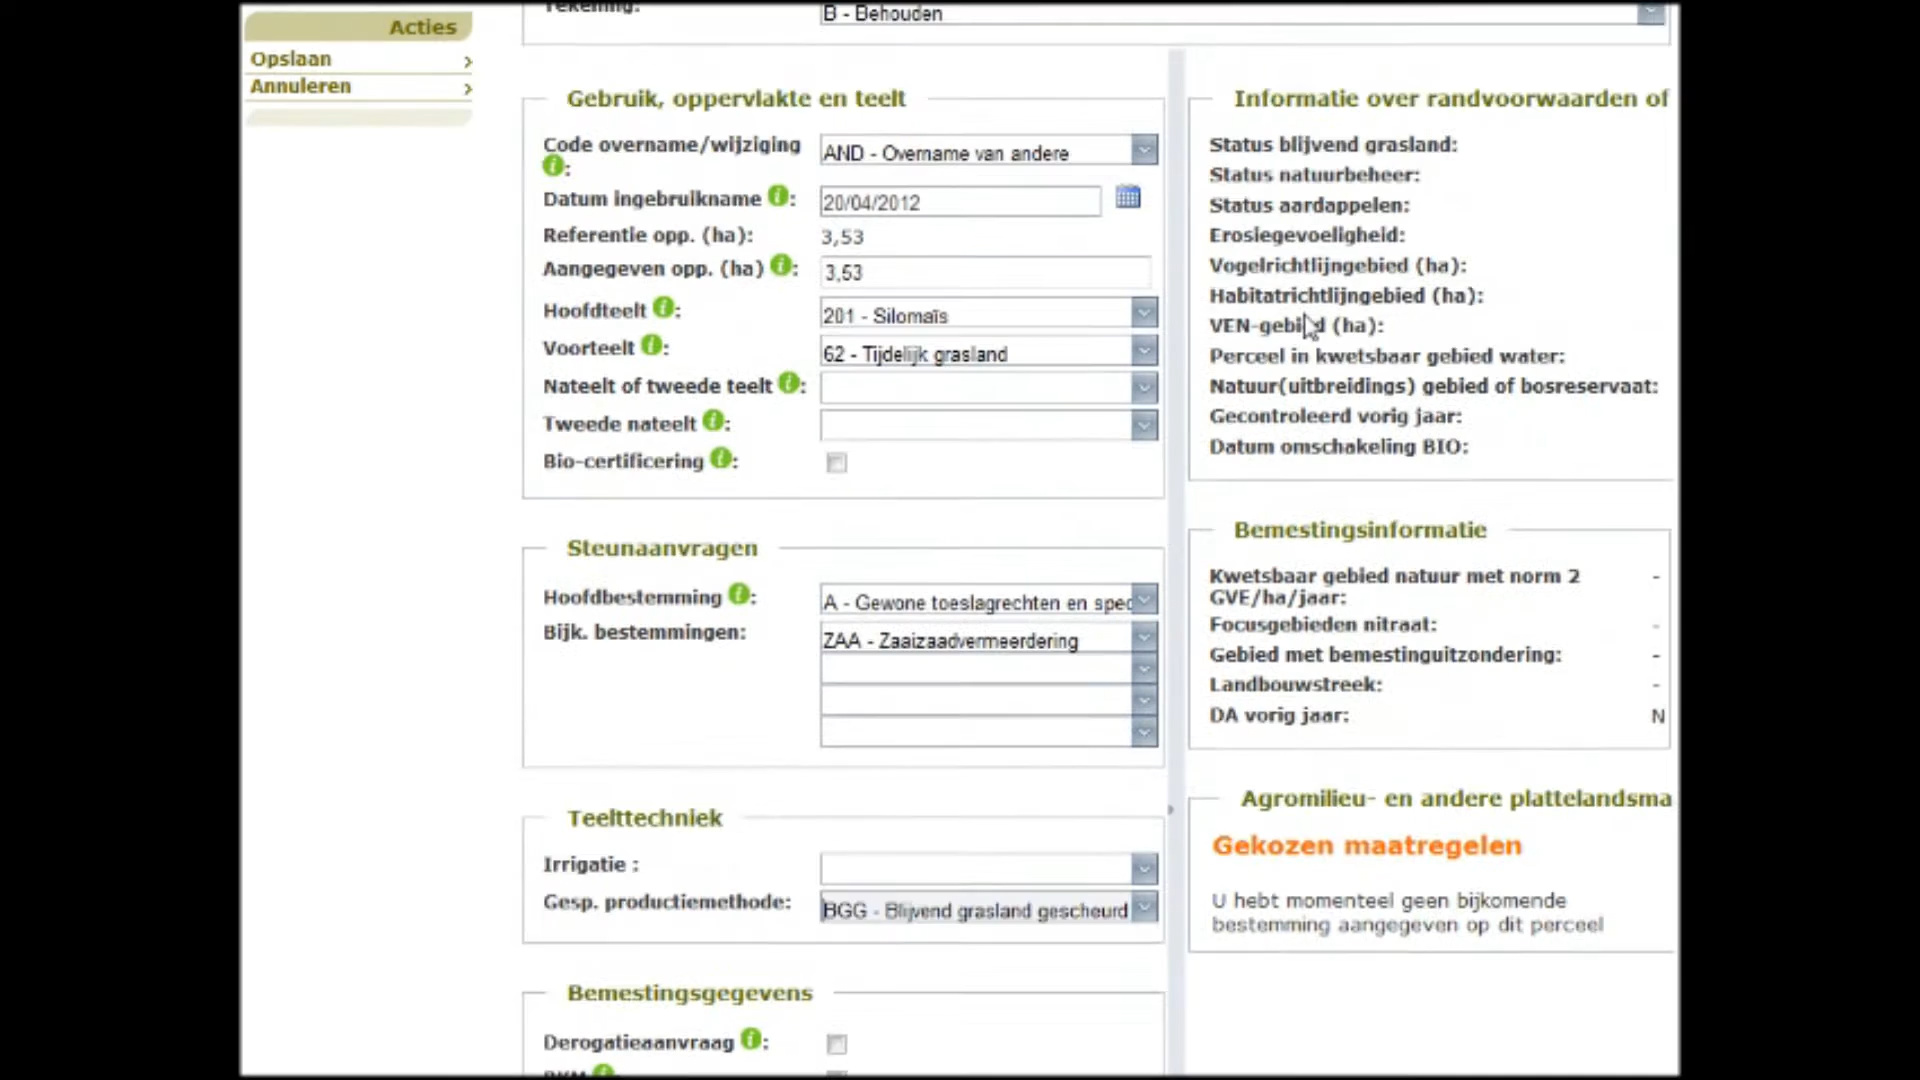 Acties
Opslaan
Annuleren
Tekening:
B - Behouden
Gebruik, oppervlakte en teelt
Code overname/wijziging
:
AND - Overname van andere
Datum ingebruikname :
20/04/2012
Referentie opp. (ha):
3,53
Aangegeven opp. (ha) :
3,53
Hoofdteelt :
201 - Silomaïs
Voorteelt :
62 - Tijdelijk grasland
Nateelt of tweede teelt :
Tweede nateelt :
Bio-certificering :
Steunaanvragen
Hoofdbestemming :
A - Gewone toeslagrechten en spec
Bijk. bestemmingen:
ZAA - Zaaizaadvermeerdering
Teelttechniek
Irrigatie :
Gesp. productiemethode:
BGG - Blijvend grasland gescheurd
Bemestingsgegevens
Derogatieaanvraag :
Informatie over randvoorwaarden of
Status blijvend grasland:
Status natuurbeheer:
Status aardappelen:
Erosiegevoeligheid:
Vogelrichtlijngebied (ha):
Habitatrichtlijngebied (ha):
VEN-gebied (ha):
Perceel in kwetsbaar gebied water:
Natuur(uitbreidings) gebied of bosreservaat:
Gecontroleerd vorig jaar:
Datum omschakeling BIO:
Bemestingsinformatie
Kwetsbaar gebied natuur met norm 2 -
GVE/ha/jaar:
Focusgebieden nitraat: -
Gebied met bemestinguitzondering: -
Landbouwstreek: -
DA vorig jaar: N
Agromilieu- en andere plattelandsma
Gekozen maatregelen
U hebt momenteel geen bijkomende
bestemming aangegeven op dit perceel